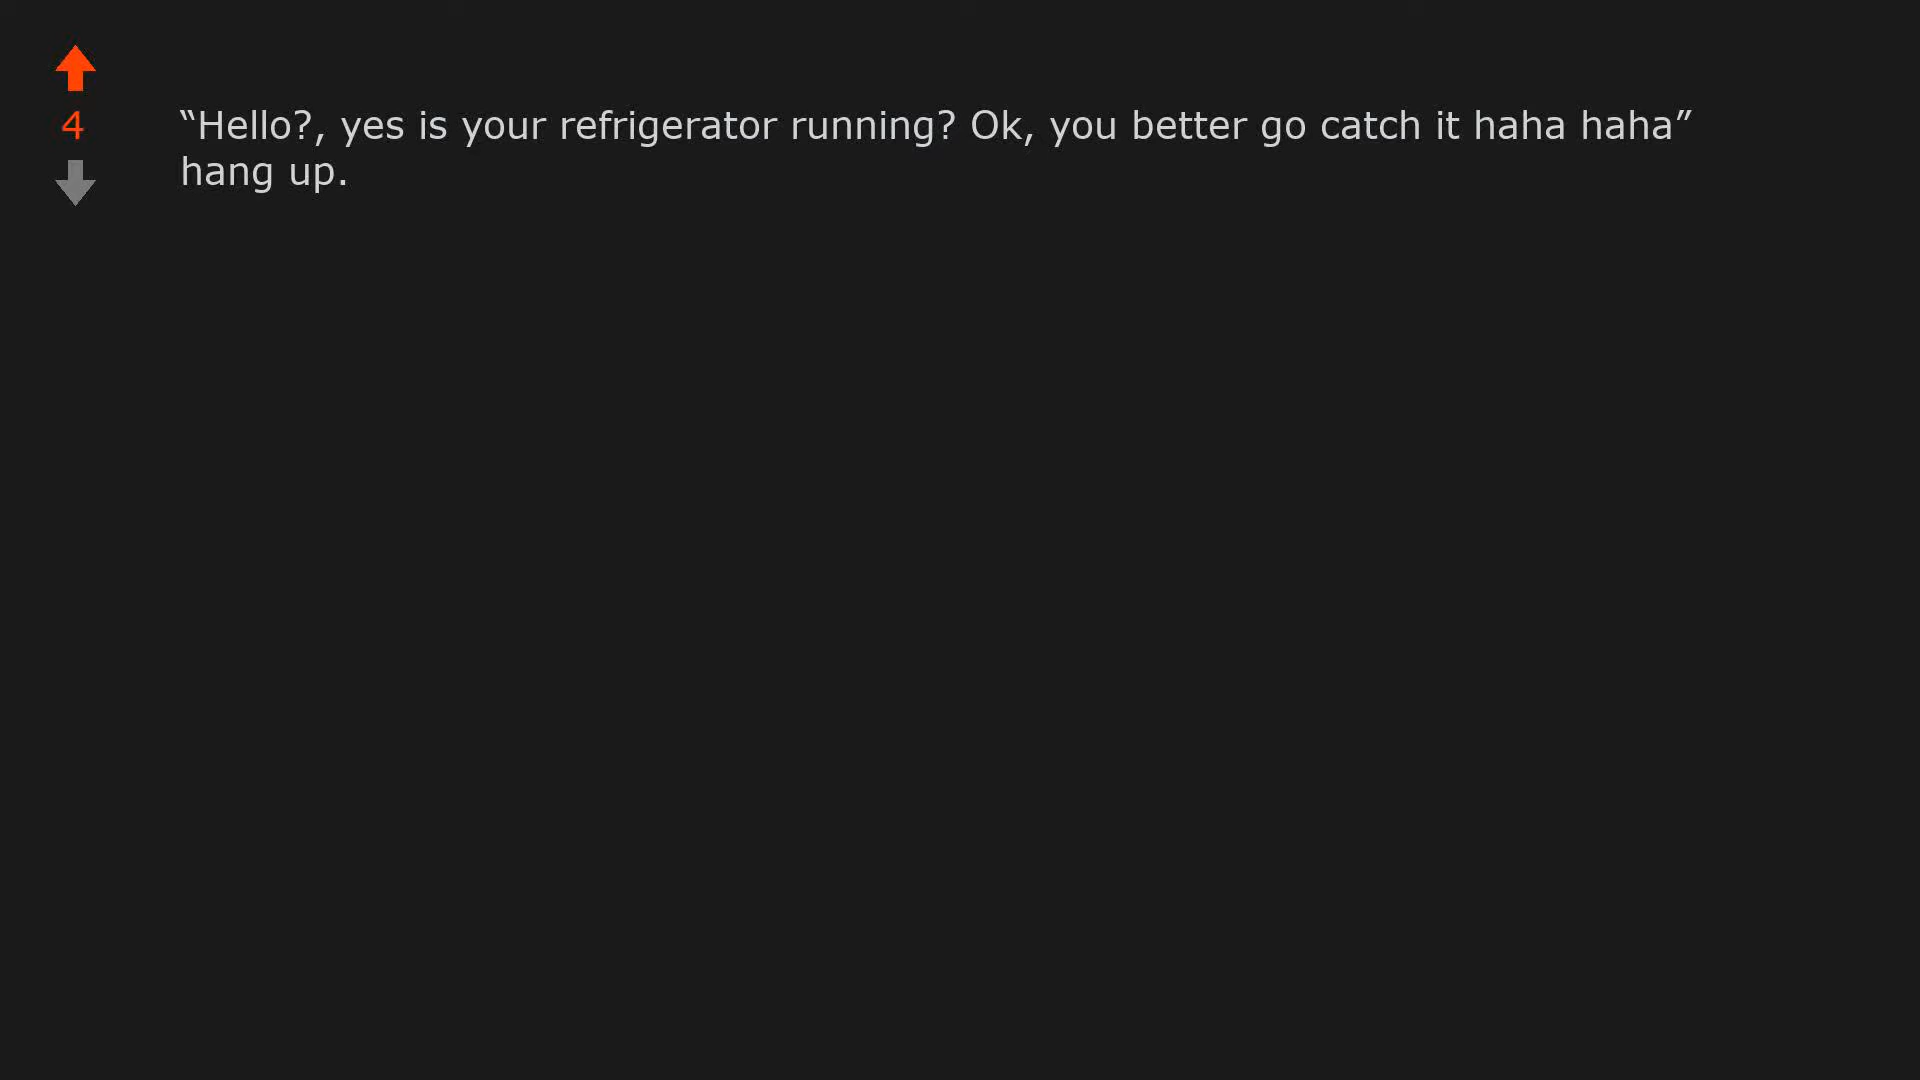 4
“Hello?, yes is your refrigerator running? Ok, you better go catch it haha haha”
hang up.